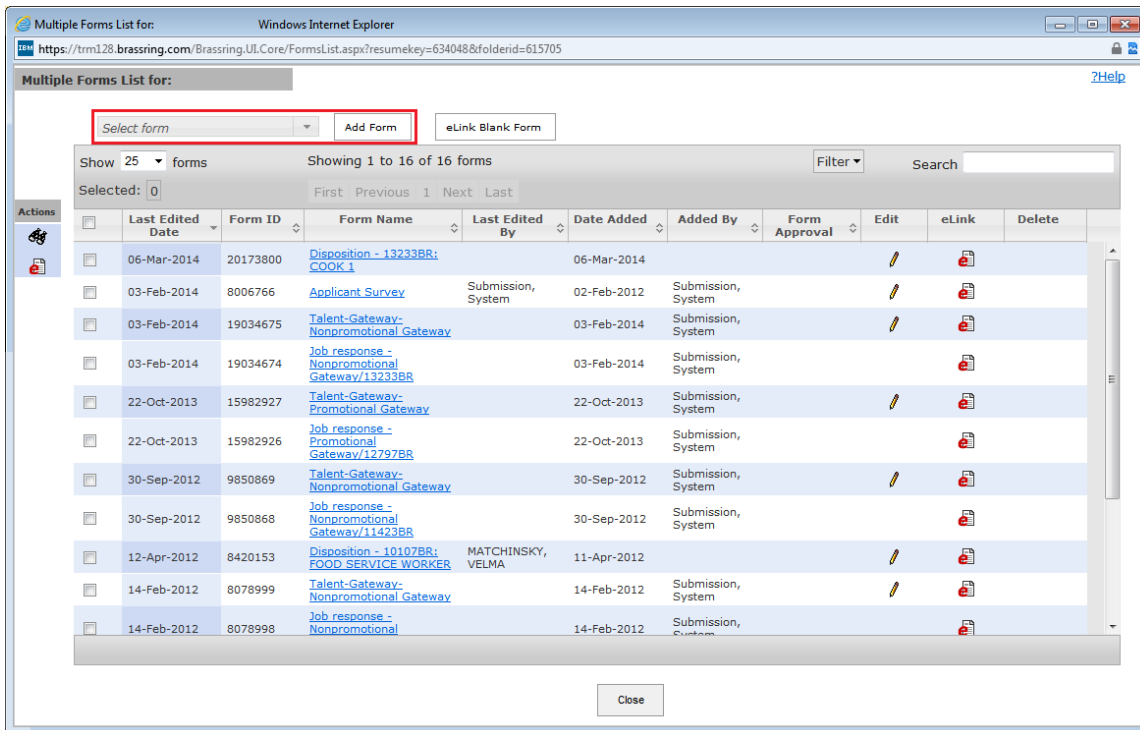 Multiple Forms List for: Windows Internet Explorer
https://trm128.brassring.com/Brassring.UI.Core/FormsList.aspx?resumekey=634048&folderid=615705
Multiple Forms List for: ?Help
Select form Add Form eLink Blank Form
Show 25 forms Showing 1 to 16 of 16 forms Filter Search
Selected: 0 First Previous 1 Next Last
Actions
Last Edited Date Form ID Form Name Last Edited By Date Added Added By Form Approval Edit eLink Delete
06-Mar-2014 20173800 Disposition - 13233BR: COOK 1 06-Mar-2014
03-Feb-2014 8006766 Applicant Survey Submission, System 02-Feb-2012 Submission, System
03-Feb-2014 19034675 Talent-Gateway- Nonpromotional Gateway 03-Feb-2014 Submission, System
03-Feb-2014 19034674 Job response - Nonpromotional Gateway/13233BR 03-Feb-2014 Submission, System
22-Oct-2013 15982927 Talent-Gateway- Promotional Gateway 22-Oct-2013 Submission, System
22-Oct-2013 15982926 Job response - Promotional Gateway/12797BR 22-Oct-2013 Submission, System
30-Sep-2012 9850869 Talent-Gateway- Nonpromotional Gateway 30-Sep-2012 Submission, System
30-Sep-2012 9850868 Job response - Nonpromotional Gateway/11423BR 30-Sep-2012 Submission, System
12-Apr-2012 8420153 Disposition - 10107BR: FOOD SERVICE WORKER MATCHINSKY, VELMA 11-Apr-2012
14-Feb-2012 8078999 Talent-Gateway- Nonpromotional Gateway 14-Feb-2012 Submission, System
14-Feb-2012 8078998 Job response - Nonpromotional 14-Feb-2012 Submission, System
Close